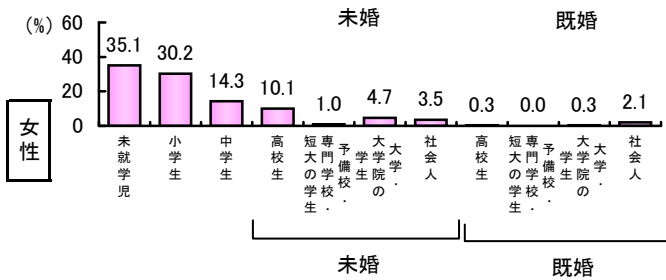 未婚
既婚
(%)
60
40
20
0
35.1
30.2
14.3
10.1
1.0
4.7
3.5
0.3
0.0
0.3
2.1
女性
未就学児
小学生
中学生
高校生
予備校・
専門学校・
短大の学生
大学・
大学院の
学生
社会人
高校生
予備校・
専門学校・
短大の学生
大学・
大学院の
学生
社会人
未婚
既婚